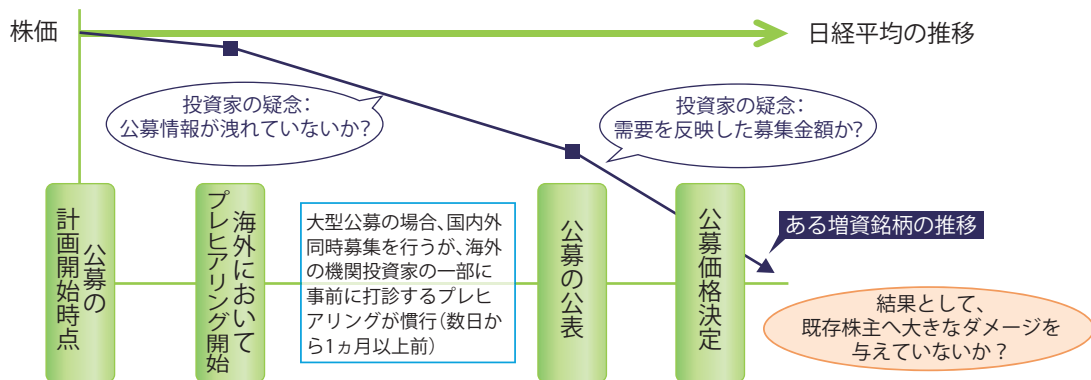 株価
日経平均の推移
投資家の疑念：
公募情報が洩れていないか？
投資家の疑念：
需要を反映した募集金額か？
公募の
計画開始時点
海外において
プレヒアリング開始
大型公募の場合、国内外
同時募集を行うが、海外
の機関投資家の一部に
事前に打診するプレヒ
アリングが慣行（数日か
ら1ヵ月以上前）
公募の公表
公募価格決定
ある増資銘柄の推移
結果として、
既存株主へ大きなダメージを
与えていないか？